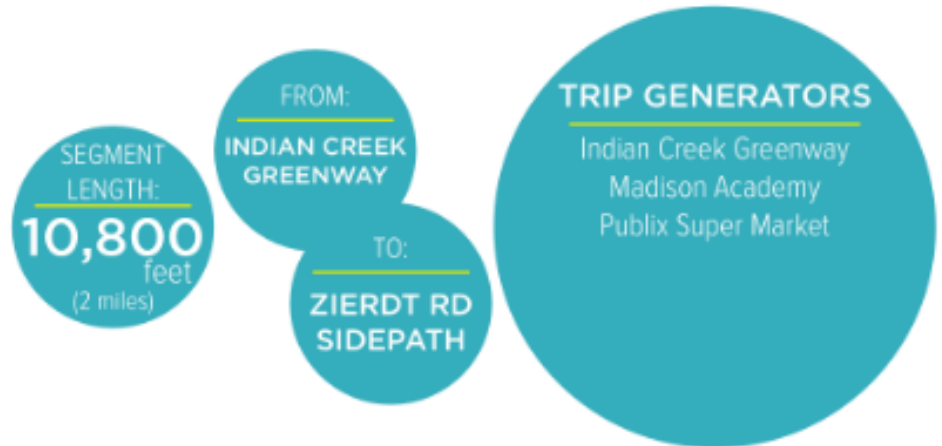 SEGMENT
LENGTH:
10,800
feet
(2 miles)
FROM:
INDIAN CREEK
GREENWAY
TO:
ZIERDT RD
SIDEPATH
TRIP GENERATORS
Indian Creek Greenway
Madison Academy
Publix Super Market